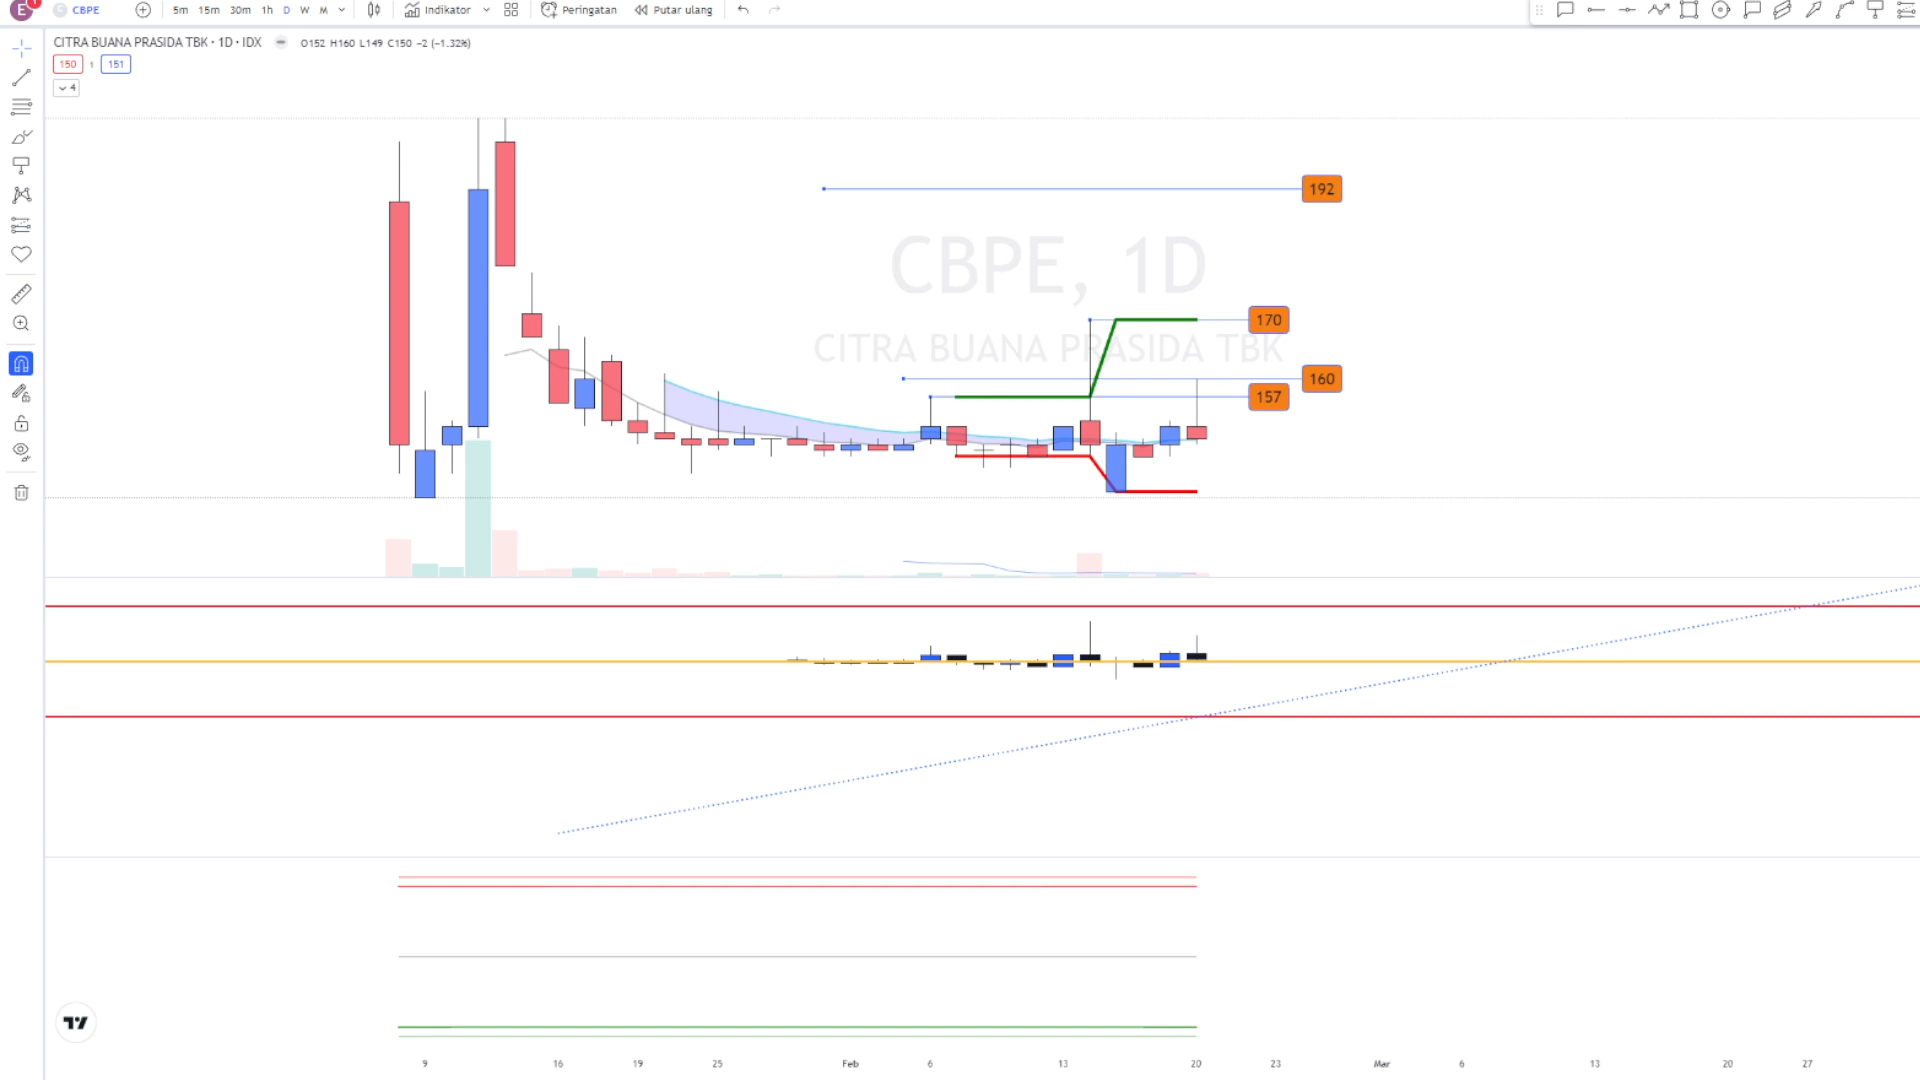 E 1 C CBPE 5m 15m 30m 1h D W M Indikator Peringatan Putar ulang
CITRA BUANA PRASIDA TBK · 1D · IDX O152 H160 L149 C150 −2 (−1.32%)
150 1 151
4
192
CBPE, 1D
170
CITRA BUANA PRASIDA TBK
160
157
9 16 19 25 Feb 6 13 20 23 Mar 6 13 20 27